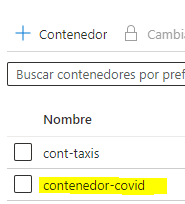 + Contenedor Cambia
Buscar contenedores por pref
Nombre
cont-taxis
contenedor-covid